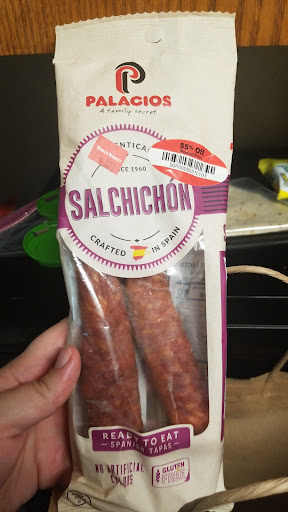 PALACIOS
A family secret
55% Off
SINCE 1960
SALCHICHÓN
CRAFTED IN SPAIN
READY TO EAT
SPANISH TAPAS
NO ARTIFICIAL
GLUTEN
FREE